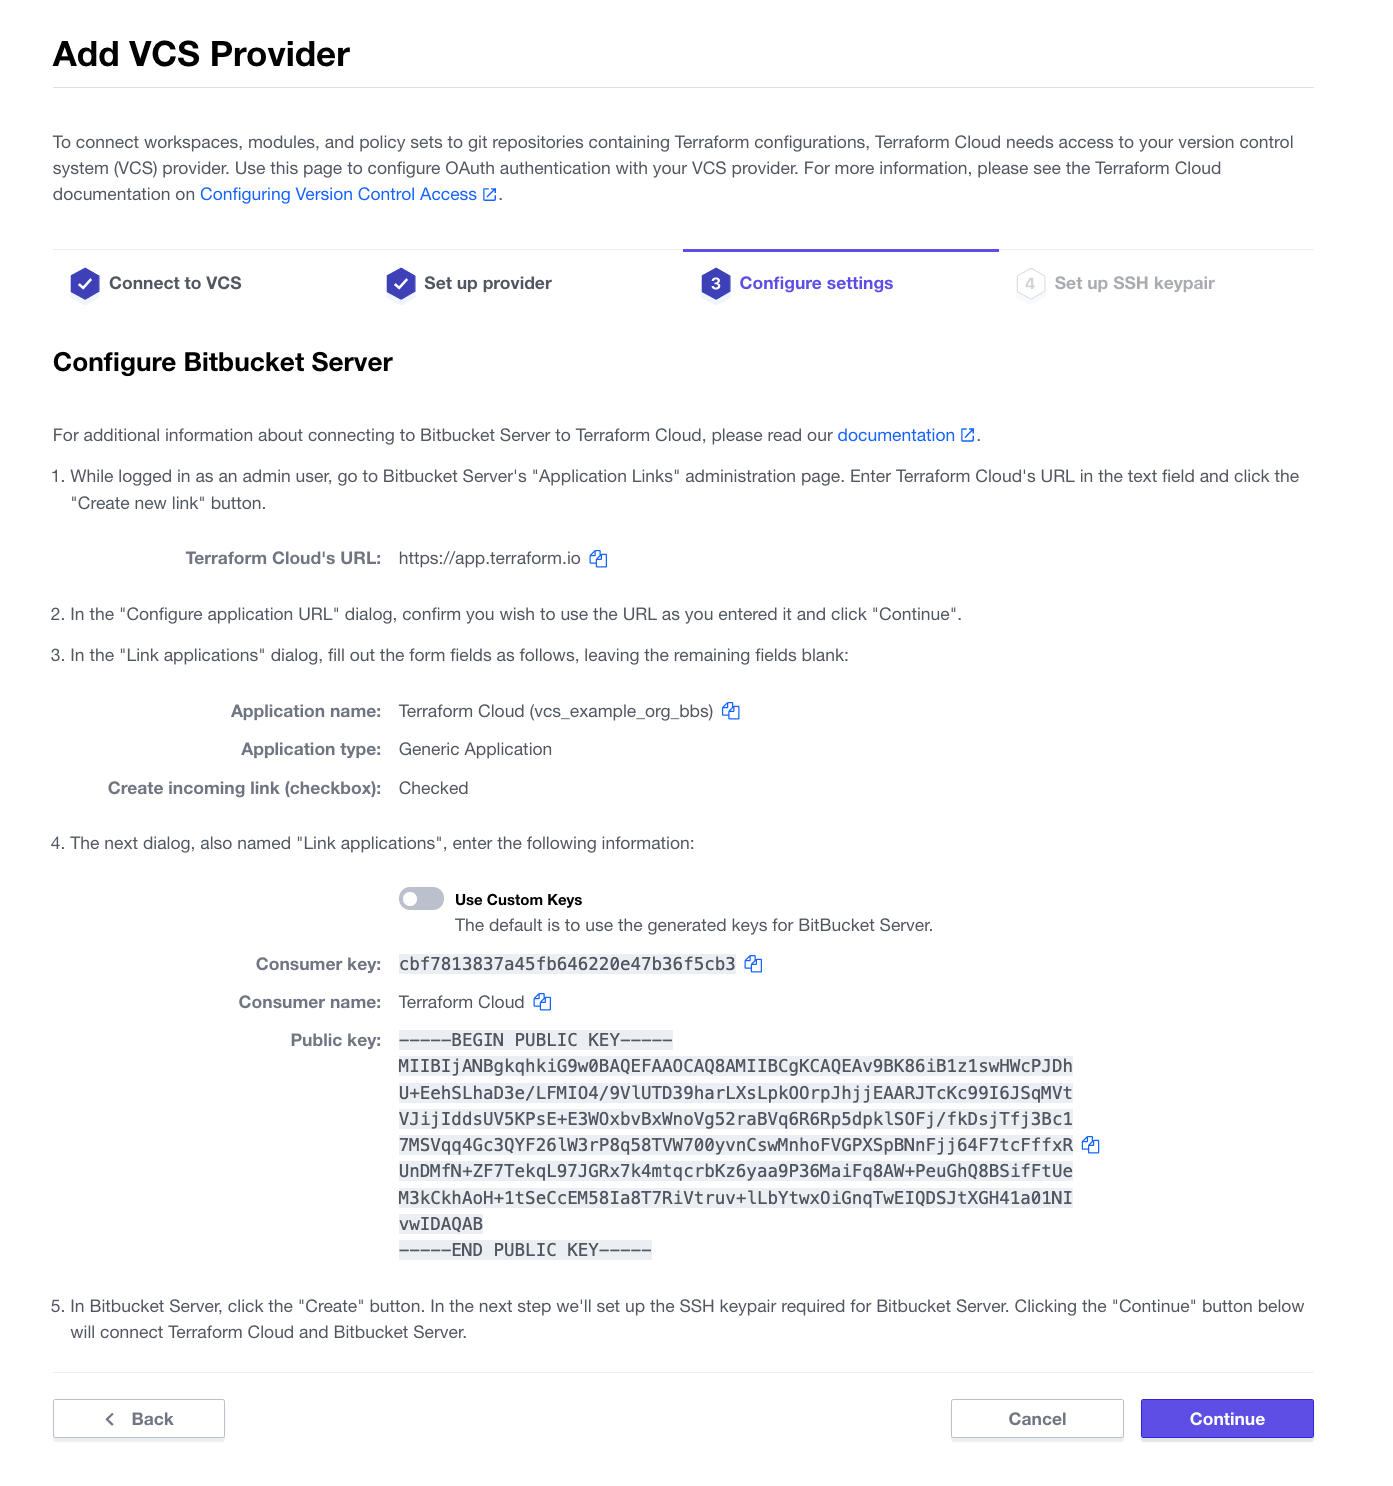 Add VCS Provider
To connect workspaces, modules, and policy sets to git repositories containing Terraform configurations, Terraform Cloud needs access to your version control
system (VCS) provider. Use this page to configure OAuth authentication with your VCS provider. For more information, please see the Terraform Cloud
documentation on Configuring Version Control Access.
Connect to VCS
Set up provider
3 Configure settings
4 Set up SSH keypair
Configure Bitbucket Server
For additional information about connecting to Bitbucket Server to Terraform Cloud, please read our documentation.
1. While logged in as an admin user, go to Bitbucket Server's "Application Links" administration page. Enter Terraform Cloud's URL in the text field and click the
"Create new link" button.
Terraform Cloud's URL: https://app.terraform.io
2. In the "Configure application URL" dialog, confirm you wish to use the URL as you entered it and click "Continue".
3. In the "Link applications" dialog, fill out the form fields as follows, leaving the remaining fields blank:
Application name: Terraform Cloud (vcs_example_org_bbs)
Application type: Generic Application
Create incoming link (checkbox): Checked
4. The next dialog, also named "Link applications", enter the following information:
Use Custom Keys
The default is to use the generated keys for BitBucket Server.
Consumer key: cbf7813837a45fb646220e47b36f5cb3
Consumer name: Terraform Cloud
Public key: -----BEGIN PUBLIC KEY-----
MIIBIjANBgkqhkiG9w0BAQEFAAOCAQ8AMIIBCgKCAQEAv9BK86iB1z1swHWcPJDh
U+EehSLhaD3e/LFMIO4/9VlUTD39harLXsLpkOOrpJhjjEAARJTcKc99I6JSqMVt
VJijIddsUV5KPsE+E3WOxbvBxWnoVg52raBVq6R6Rp5dpklSOFj/fkDsjTfj3Bc1
7MSVqq4Gc3QYF26lW3rP8q58TVW700yvnCswMnhoFVGPXSpBNnFjj64F7tcFffxR
UnDMfN+ZF7TekqL97JGRx7k4mtqcrbKz6yaa9P36MaiFq8AW+PeuGhQ8BSifFtUe
M3kCkhAoH+1tSeCcEM58Ia8T7RiVtruv+lLbYtwxOiGnqTwEIQDSJtXGH41a01NI
vwIDAQAB
-----END PUBLIC KEY-----
5. In Bitbucket Server, click the "Create" button. In the next step we'll set up the SSH keypair required for Bitbucket Server. Clicking the "Continue" button below
will connect Terraform Cloud and Bitbucket Server.
Back
Cancel
Continue